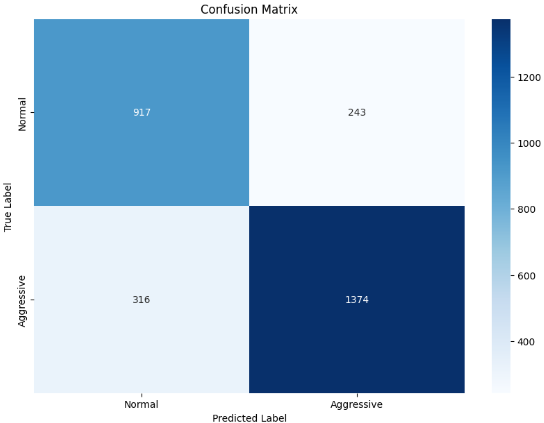 Confusion Matrix
True Label
Normal
917
243
Aggressive
316
1374
Normal
Aggressive
Predicted Label
1200
1000
800
600
400